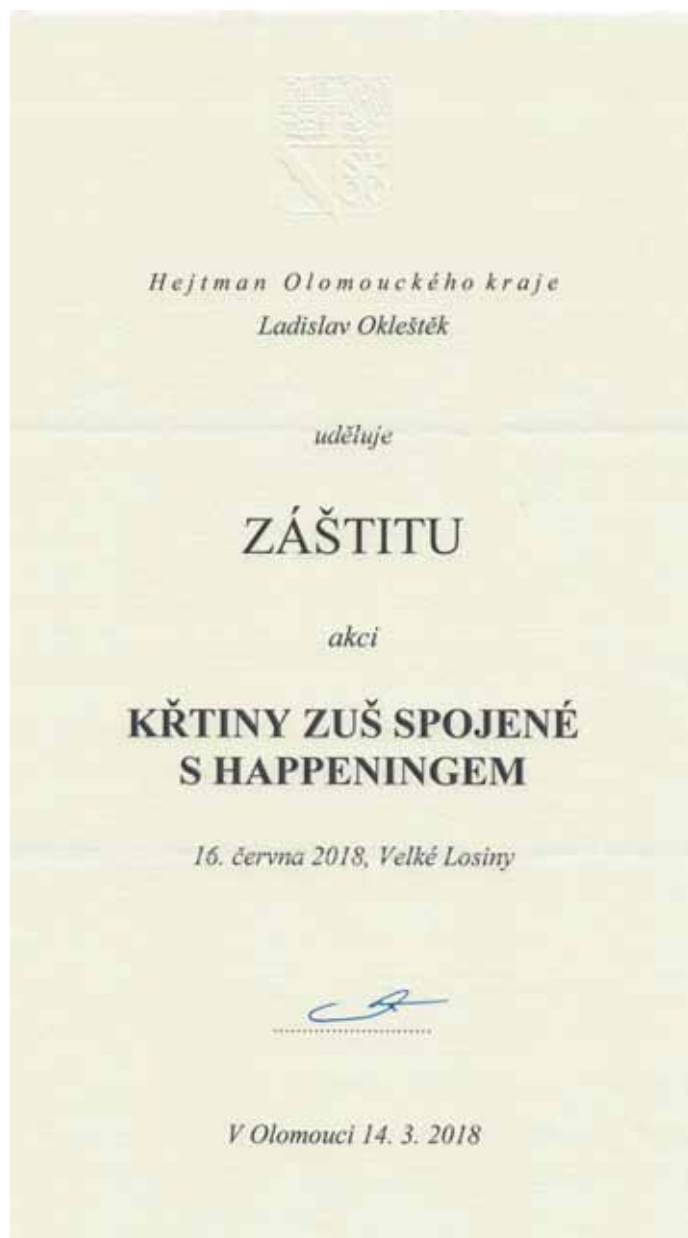 Hejtman Olomouckého kraje
Ladislav Okleštěk
uděluje
ZÁŠTITU
akci
KŘTINY ZUŠ SPOJENÉ
S HAPPENINGEM
16. června 2018, Velké Losiny
V Olomouci 14. 3. 2018